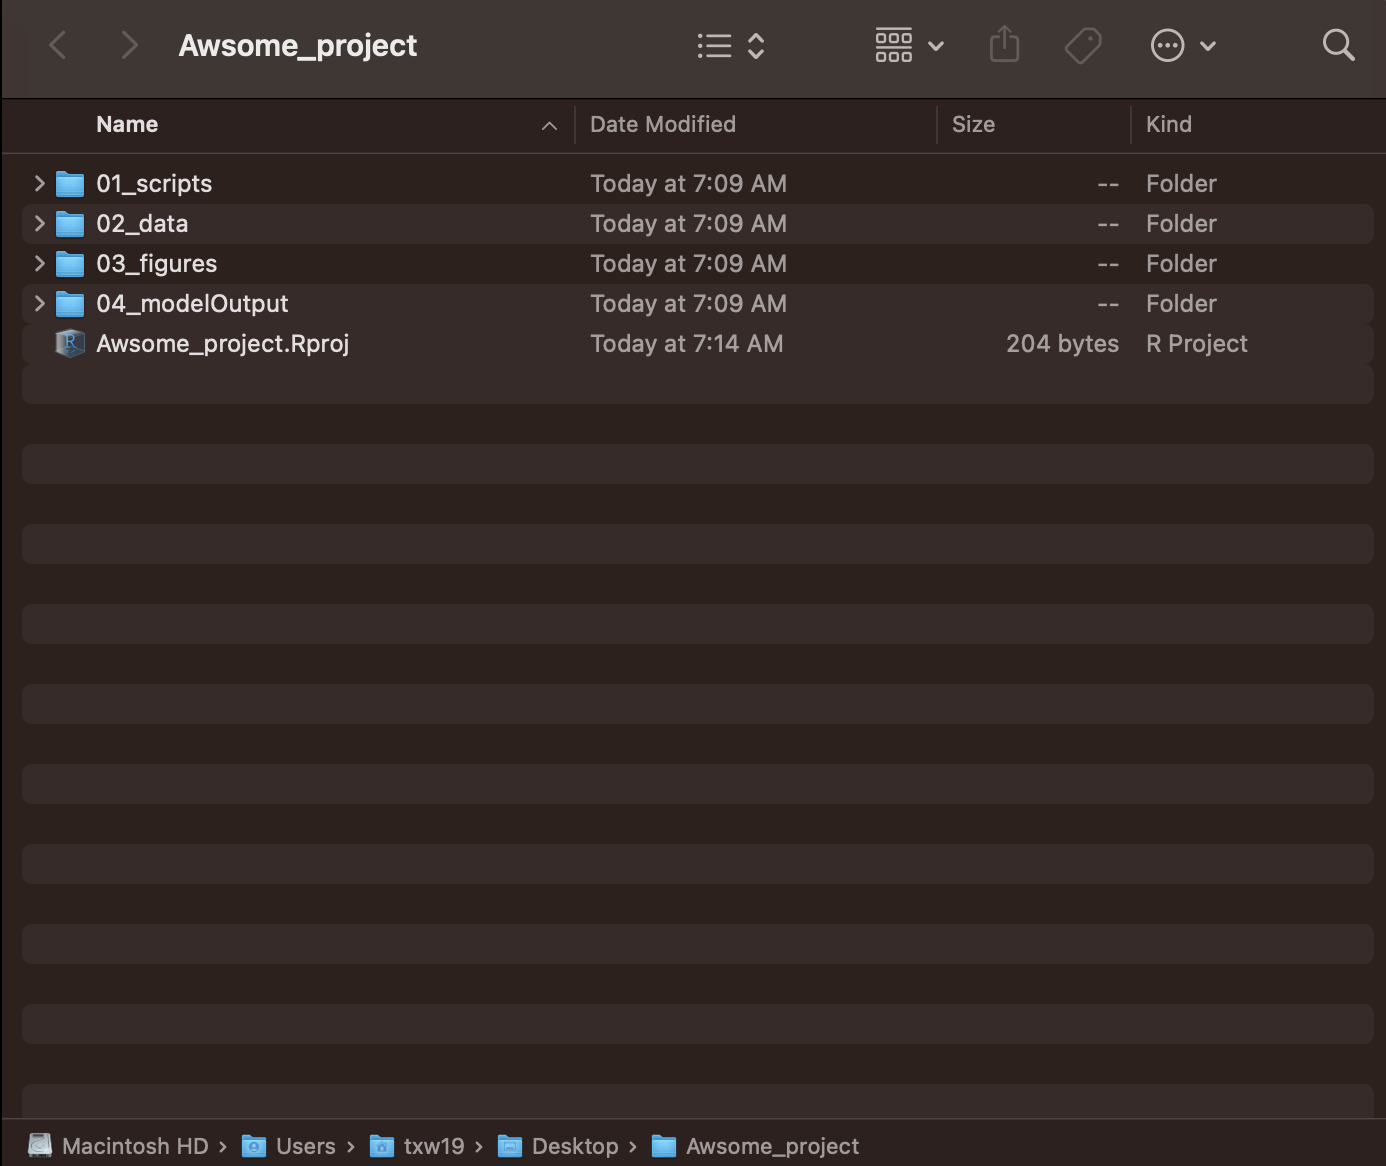 Awsome_project
Name Date Modified Size Kind
01_scripts Today at 7:09 AM -- Folder
02_data Today at 7:09 AM -- Folder
03_figures Today at 7:09 AM -- Folder
04_modelOutput Today at 7:09 AM -- Folder
R Awsome_project.Rproj Today at 7:14 AM 204 bytes R Project
Macintosh HD › Users › txw19 › Desktop › Awsome_project